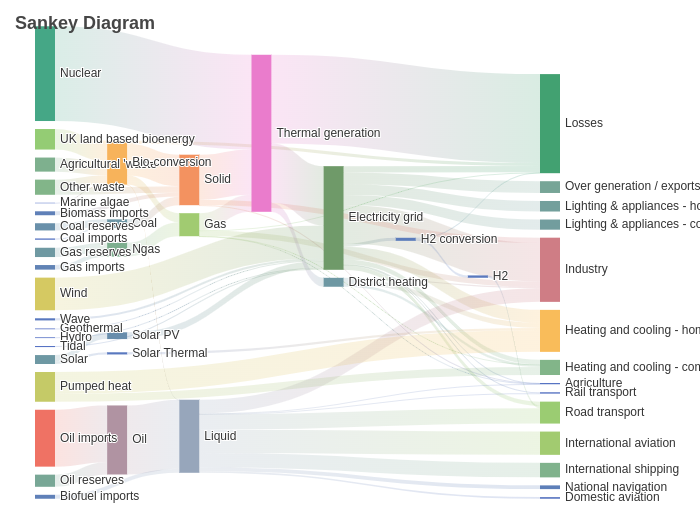 Sankey Diagram
Nuclear
UK land based bioenergy
Agricultural 'waste'
Other waste
Marine algae
Biomass imports
Coal reserves
Coal imports
Gas reserves
Gas imports
Wind
Wave
Geothermal
Hydro
Tidal
Solar
Pumped heat
Oil imports
Oil reserves
Biofuel imports
Bio-conversion
Coal
Ngas
Solar PV
Solar Thermal
Oil
Solid
Gas
Liquid
Thermal generation
Electricity grid
District heating
H2 conversion
H2
Losses
Over generation / exports
Lighting & appliances - ho
Lighting & appliances - co
Industry
Heating and cooling - hom
Heating and cooling - com
Agriculture
Rail transport
Road transport
International aviation
International shipping
National navigation
Domestic aviation